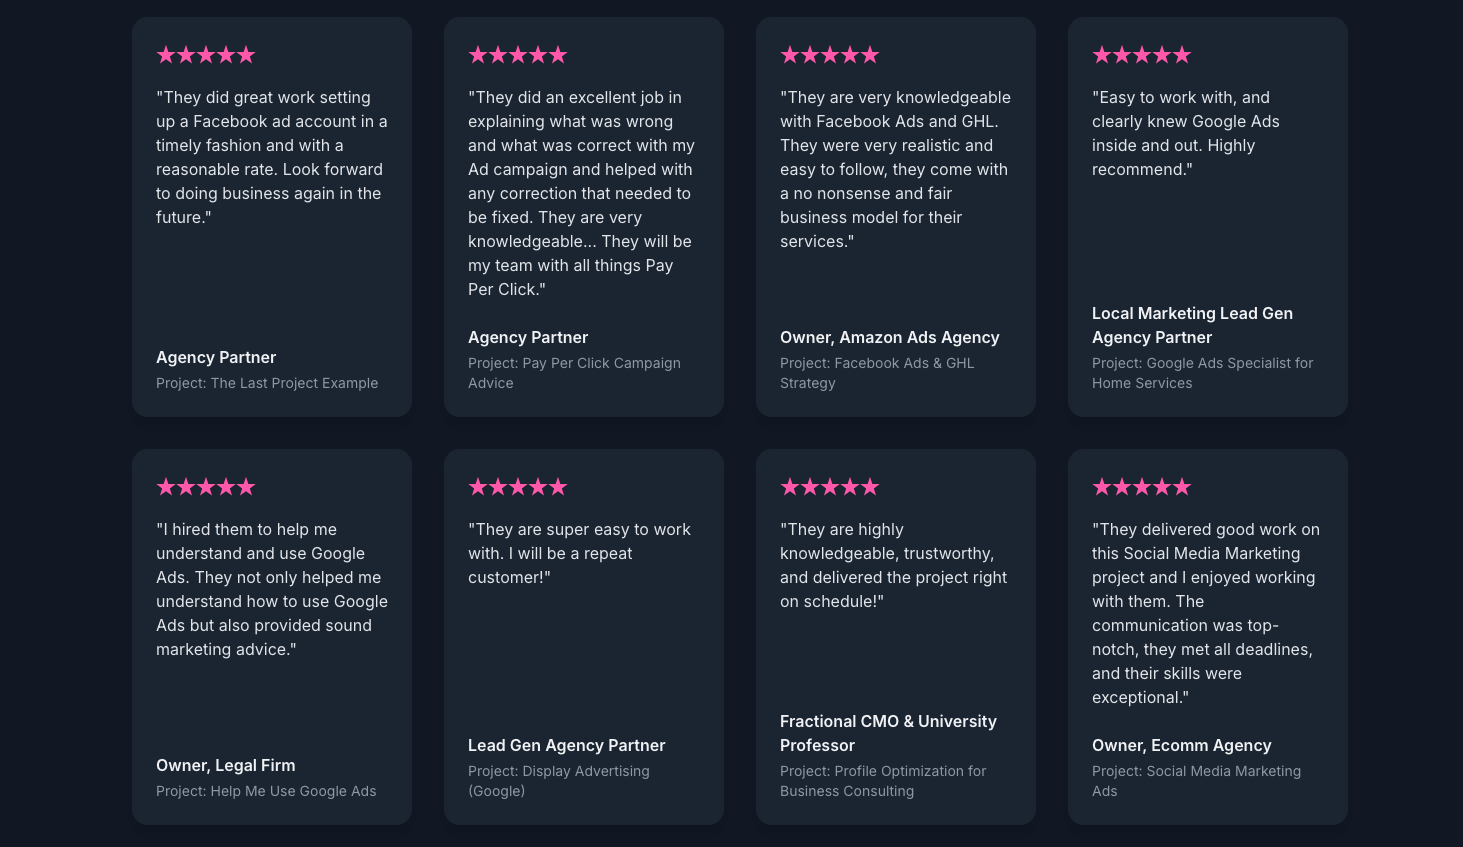 "They did great work setting
up a Facebook ad account in a
timely fashion and with a
reasonable rate. Look forward
to doing business again in the
future."
Agency Partner
Project: The Last Project Example
"They did an excellent job in
explaining what was wrong
and what was correct with my
Ad campaign and helped with
any correction that needed to
be fixed. They are very
knowledgeable... They will be
my team with all things Pay
Per Click."
Agency Partner
Project: Pay Per Click Campaign
Advice
"They are very knowledgeable
with Facebook Ads and GHL.
They were very realistic and
easy to follow, they come with
a no nonsense and fair
business model for their
services."
Owner, Amazon Ads Agency
Project: Facebook Ads & GHL
Strategy
"Easy to work with, and
clearly knew Google Ads
inside and out. Highly
recommend."
Local Marketing Lead Gen
Agency Partner
Project: Google Ads Specialist for
Home Services
"I hired them to help me
understand and use Google
Ads. They not only helped me
understand how to use Google
Ads but also provided sound
marketing advice."
Owner, Legal Firm
Project: Help Me Use Google Ads
"They are super easy to work
with. I will be a repeat
customer!"
Lead Gen Agency Partner
Project: Display Advertising
(Google)
"They are highly
knowledgeable, trustworthy,
and delivered the project right
on schedule!"
Fractional CMO & University
Professor
Project: Profile Optimization for
Business Consulting
"They delivered good work on
this Social Media Marketing
project and I enjoyed working
with them. The
communication was top-
notch, they met all deadlines,
and their skills were
exceptional."
Owner, Ecomm Agency
Project: Social Media Marketing
Ads